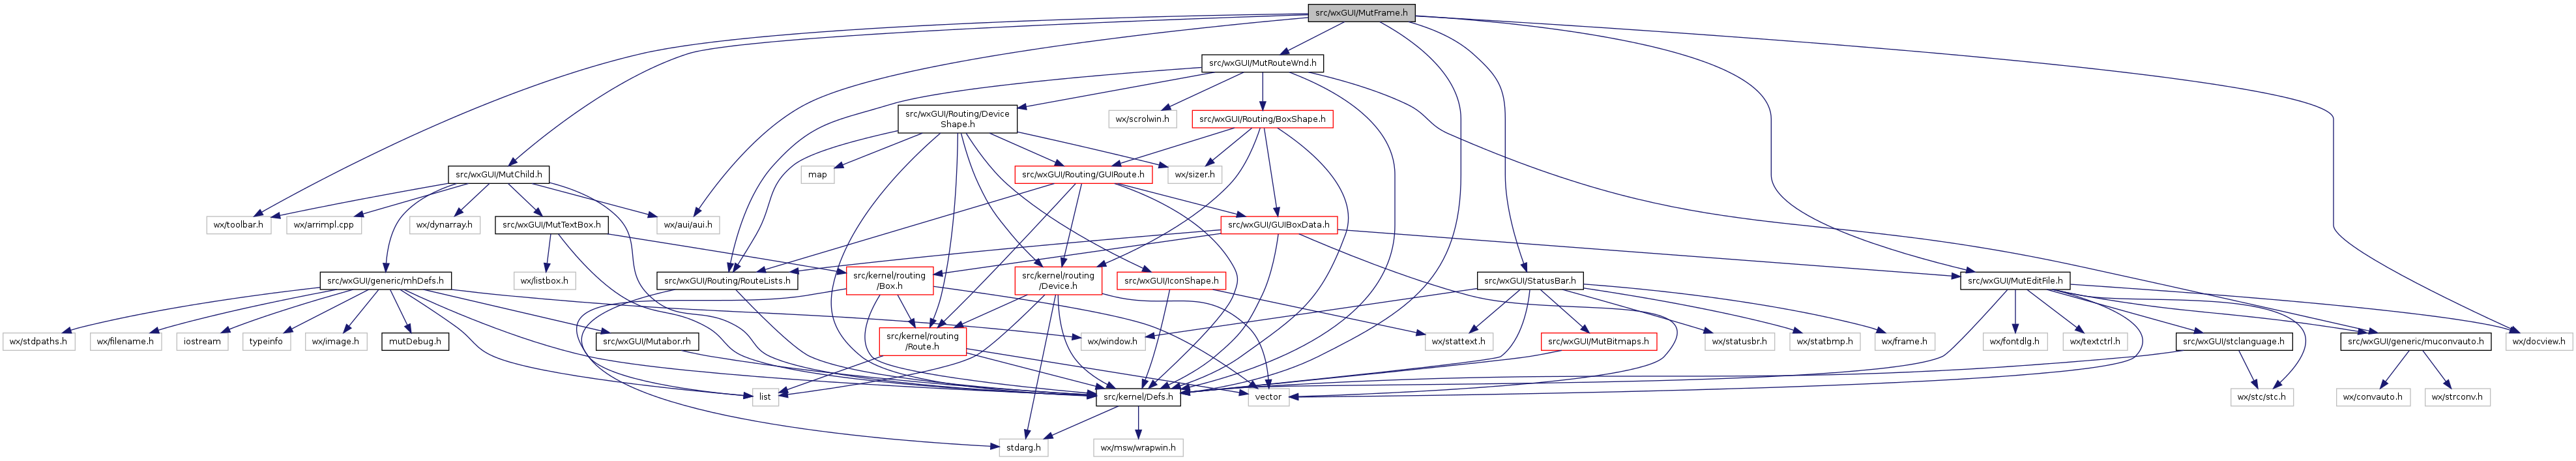 src/wxGUI/MutFrame.h
src/wxGUI/MutRouteWnd.h
src/wxGUI/Routing/Device
Shape.h
wx/scrolwin.h
src/wxGUI/Routing/BoxShape.h
src/wxGUI/MutChild.h
map
src/wxGUI/Routing/GUIRoute.h
wx/sizer.h
wx/toolbar.h
wx/arrimpl.cpp
wx/dynarray.h
src/wxGUI/MutTextBox.h
wx/aui/aui.h
src/wxGUI/GUIBoxData.h
src/wxGUI/generic/mhDefs.h
wx/listbox.h
src/wxGUI/Routing/RouteLists.h
src/kernel/routing
/Box.h
src/kernel/routing
/Device.h
src/wxGUI/IconShape.h
src/wxGUI/StatusBar.h
src/wxGUI/MutEditFile.h
wx/stdpaths.h
wx/filename.h
iostream
typeinfo
wx/image.h
mutDebug.h
src/wxGUI/Mutabor.rh
src/kernel/routing
/Route.h
wx/window.h
wx/stattext.h
src/wxGUI/MutBitmaps.h
wx/statusbr.h
wx/statbmp.h
wx/frame.h
wx/fontdlg.h
wx/textctrl.h
src/wxGUI/stclanguage.h
src/wxGUI/generic/muconvauto.h
wx/docview.h
list
src/kernel/Defs.h
vector
wx/stc/stc.h
wx/convauto.h
wx/strconv.h
stdarg.h
wx/msw/wrapwin.h